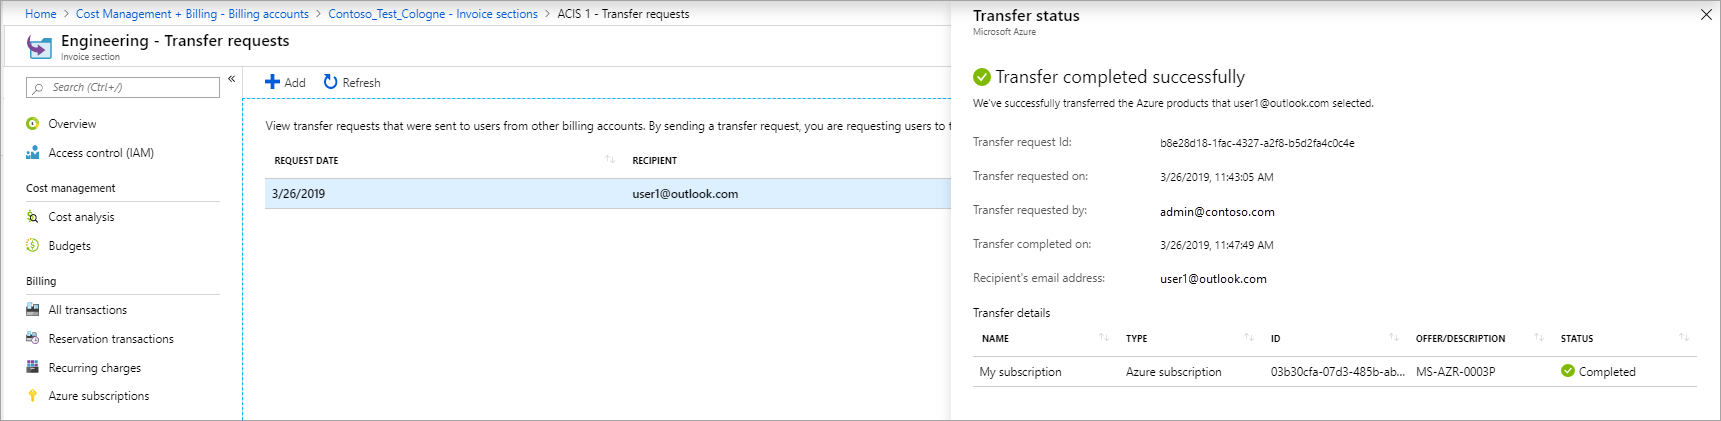 Home > Cost Management + Billing - Billing accounts > Contoso_Test_Cologne - Invoice sections > ACIS 1 - Transfer requests
Engineering - Transfer requests
Invoice section
Search (Ctrl+/)
«
Overview
Access control (IAM)
Cost management
Cost analysis
Budgets
Billing
All transactions
Reservation transactions
Recurring charges
Azure subscriptions
Add
Refresh
View transfer requests that were sent to users from other billing accounts. By sending a transfer request, you are requesting users to t
REQUEST DATE RECIPIENT
3/26/2019 user1@outlook.com
Transfer status
Microsoft Azure
Transfer completed successfully
We've successfully transferred the Azure products that user1@outlook.com selected.
Transfer request Id: b8e28d18-1fac-4327-a2f8-b5d2fa4c0c4e
Transfer requested on: 3/26/2019, 11:43:05 AM
Transfer requested by: admin@contoso.com
Transfer completed on: 3/26/2019, 11:47:49 AM
Recipient's email address: user1@outlook.com
Transfer details
NAME TYPE ID OFFER/DESCRIPTION STATUS
My subscription Azure subscription 03b30cfa-07d3-485b-ab... MS-AZR-0003P Completed